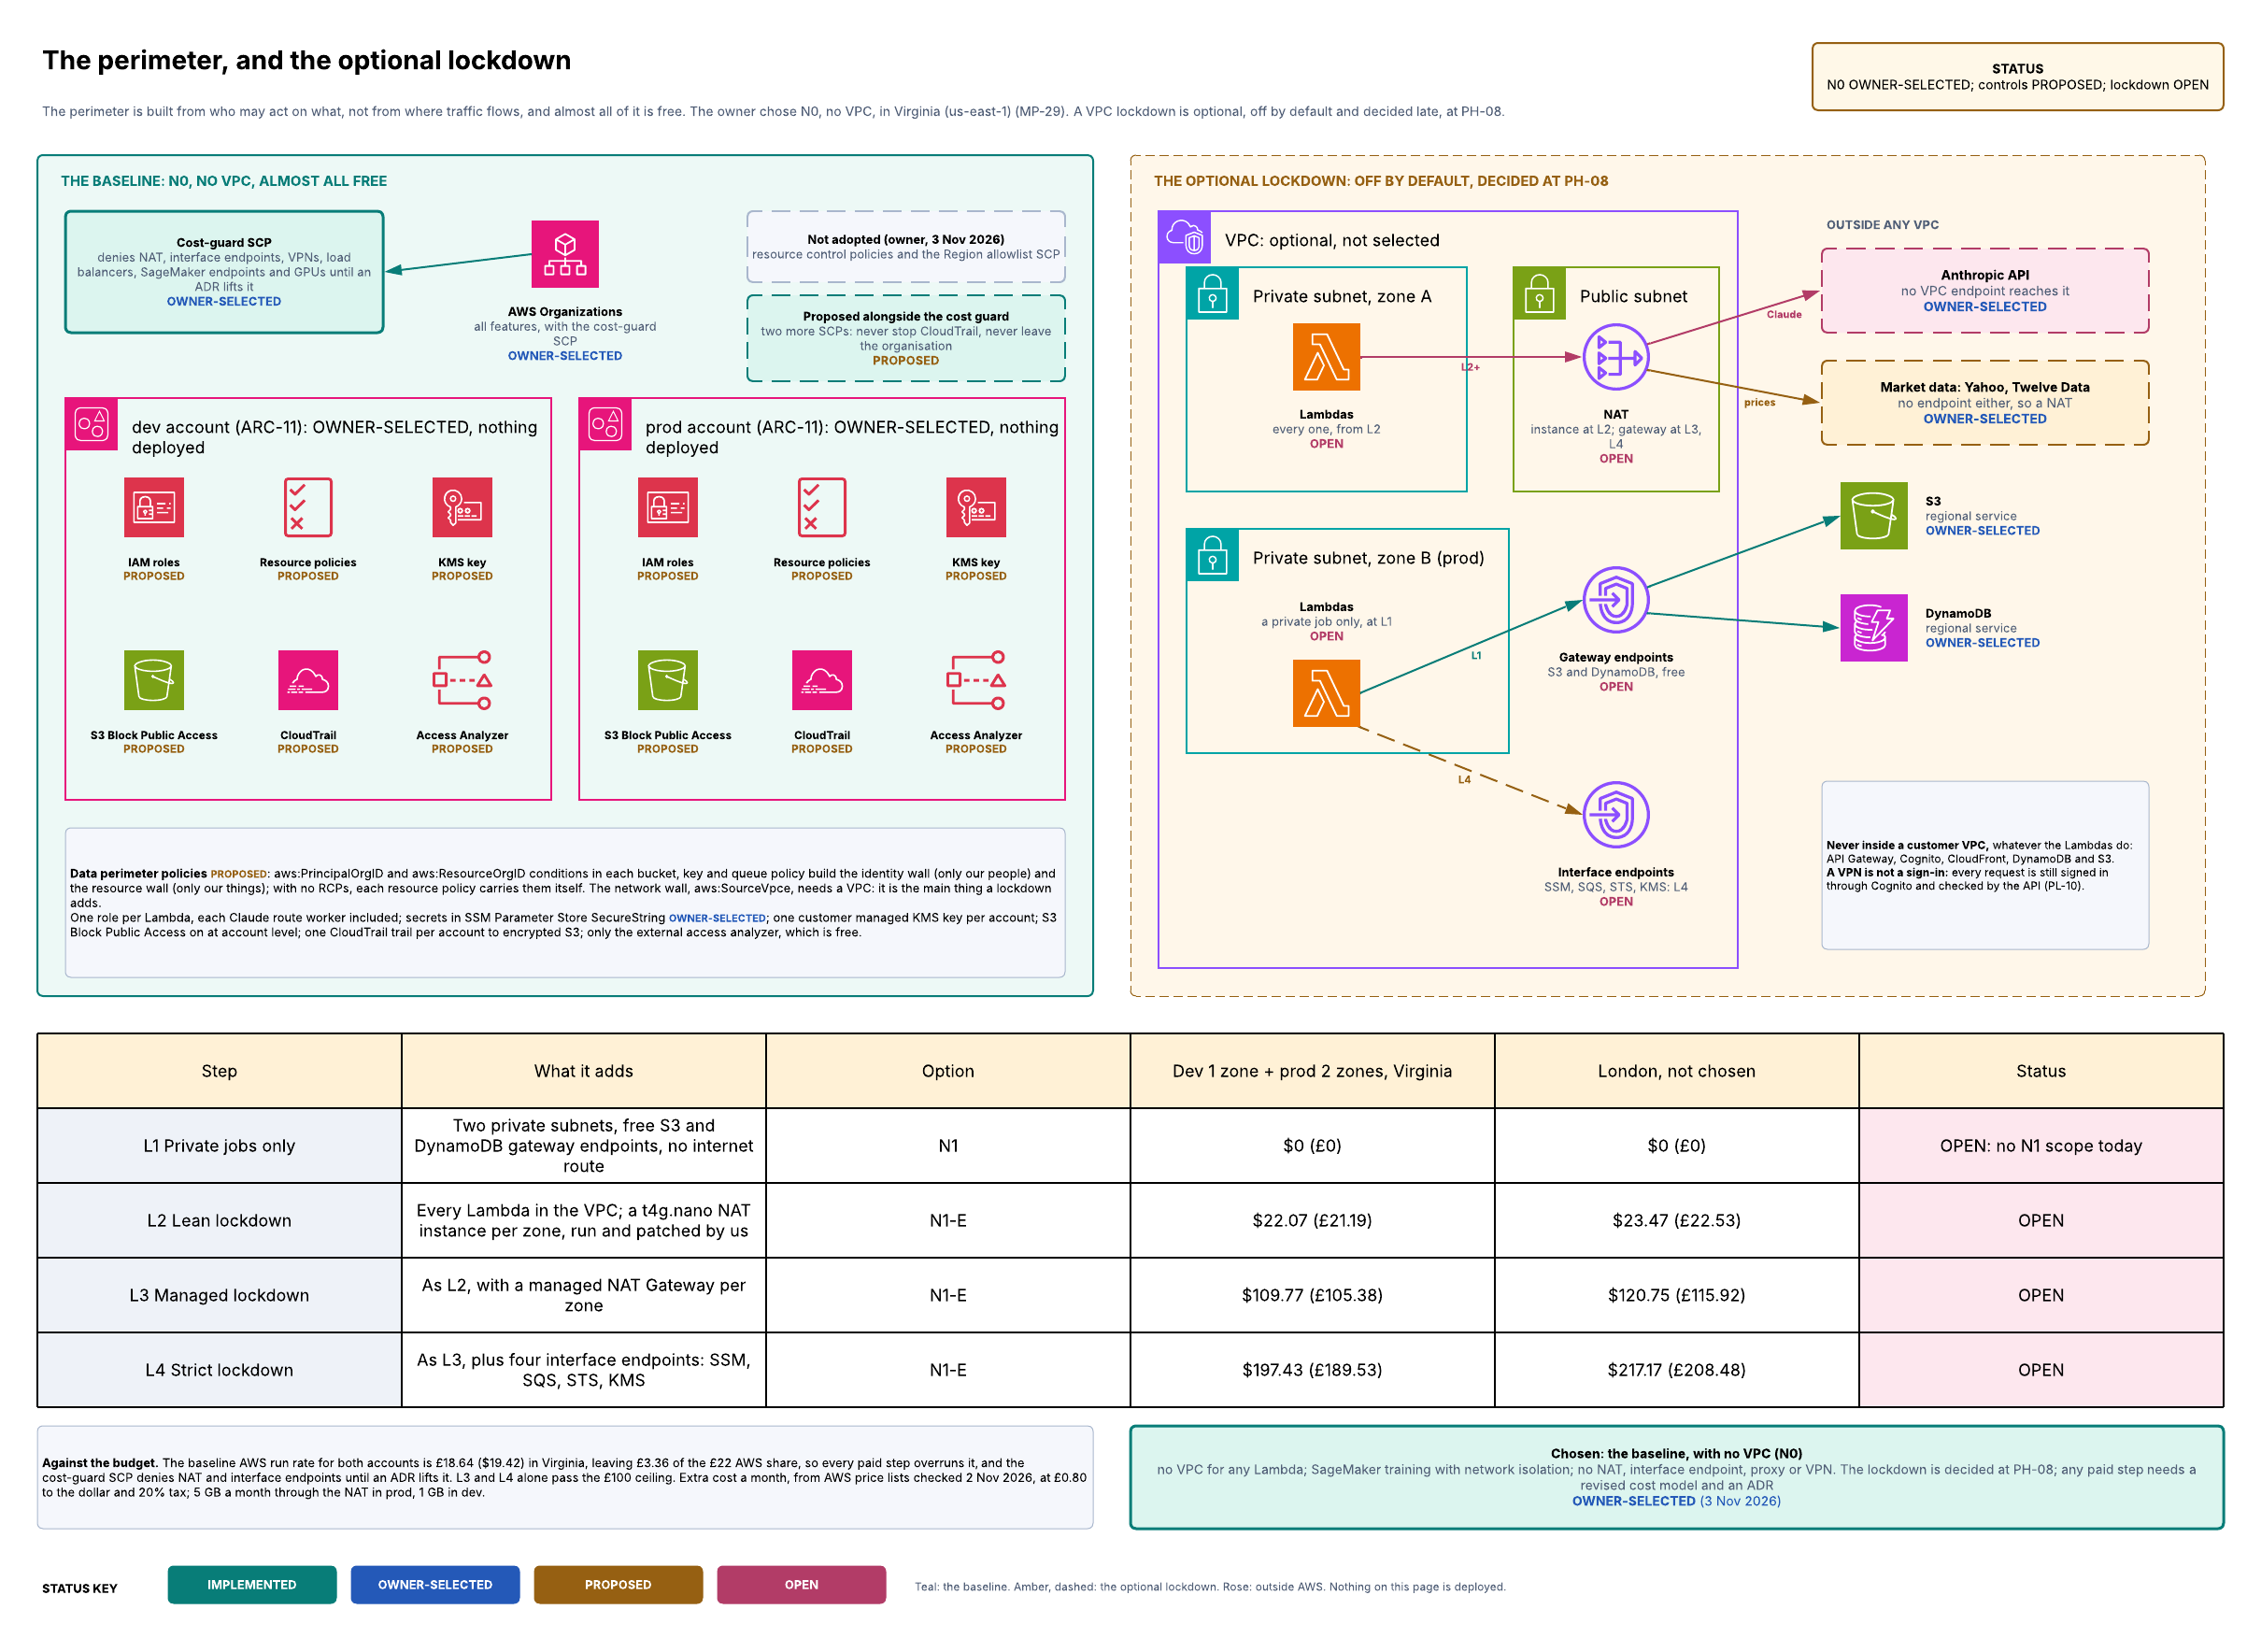 The perimeter, and the optional lockdown
STATUS
N0 OWNER-SELECTED; controls PROPOSED; lockdown OPEN
The perimeter is built from who may act on what, not from where traffic flows, and almost all of it is free. The owner chose N0, no VPC, in Virginia (us-east-1) (MP-29). A VPC lockdown is optional, off by default and decided late, at PH-08.
THE BASELINE: N0, NO VPC, ALMOST ALL FREE
Cost-guard SCP
denies NAT, interface endpoints, VPNs, load
balancers, SageMaker endpoints and GPUs until an
ADR lifts it
OWNER-SELECTED
AWS Organizations
all features, with the cost-guard
SCP
OWNER-SELECTED
Not adopted (owner, 3 Nov 2026)
resource control policies and the Region allowlist SCP
Proposed alongside the cost guard
two more SCPs: never stop CloudTrail, never leave
the organisation
PROPOSED
dev account (ARC-11): OWNER-SELECTED, nothing
deployed
IAM roles
PROPOSED
Resource policies
PROPOSED
KMS key
PROPOSED
S3 Block Public Access
PROPOSED
CloudTrail
PROPOSED
Access Analyzer
PROPOSED
prod account (ARC-11): OWNER-SELECTED, nothing
deployed
IAM roles
PROPOSED
Resource policies
PROPOSED
KMS key
PROPOSED
S3 Block Public Access
PROPOSED
CloudTrail
PROPOSED
Access Analyzer
PROPOSED
Data perimeter policies PROPOSED: aws:PrincipalOrgID and aws:ResourceOrgID conditions in each bucket, key and queue policy build the identity wall (only our people) and
the resource wall (only our things); with no RCPs, each resource policy carries them itself. The network wall, aws:SourceVpce, needs a VPC: it is the main thing a lockdown
adds.
One role per Lambda, each Claude route worker included; secrets in SSM Parameter Store SecureString OWNER-SELECTED; one customer managed KMS key per account; S3
Block Public Access on at account level; one CloudTrail trail per account to encrypted S3; only the external access analyzer, which is free.
THE OPTIONAL LOCKDOWN: OFF BY DEFAULT, DECIDED AT PH-08
VPC: optional, not selected
Private subnet, zone A
Lambdas
every one, from L2
OPEN
L2+
Public subnet
NAT
instance at L2; gateway at L3,
L4
OPEN
Claude
prices
OUTSIDE ANY VPC
Anthropic API
no VPC endpoint reaches it
OWNER-SELECTED
Market data: Yahoo, Twelve Data
no endpoint either, so a NAT
OWNER-SELECTED
Private subnet, zone B (prod)
Lambdas
a private job only, at L1
OPEN
L1
L4
Gateway endpoints
S3 and DynamoDB, free
OPEN
Interface endpoints
SSM, SQS, STS, KMS: L4
OPEN
S3
regional service
OWNER-SELECTED
DynamoDB
regional service
OWNER-SELECTED
Never inside a customer VPC, whatever the Lambdas do:
API Gateway, Cognito, CloudFront, DynamoDB and S3.
A VPN is not a sign-in: every request is still signed in
through Cognito and checked by the API (PL-10).
Step
What it adds
Option
Dev 1 zone + prod 2 zones, Virginia
London, not chosen
Status
L1 Private jobs only
Two private subnets, free S3 and
DynamoDB gateway endpoints, no internet
route
N1
$0 (£0)
$0 (£0)
OPEN: no N1 scope today
L2 Lean lockdown
Every Lambda in the VPC; a t4g.nano NAT
instance per zone, run and patched by us
N1-E
$22.07 (£21.19)
$23.47 (£22.53)
OPEN
L3 Managed lockdown
As L2, with a managed NAT Gateway per
zone
N1-E
$109.77 (£105.38)
$120.75 (£115.92)
OPEN
L4 Strict lockdown
As L3, plus four interface endpoints: SSM,
SQS, STS, KMS
N1-E
$197.43 (£189.53)
$217.17 (£208.48)
OPEN
Against the budget. The baseline AWS run rate for both accounts is £18.64 ($19.42) in Virginia, leaving £3.36 of the £22 AWS share, so every paid step overruns it, and the
cost-guard SCP denies NAT and interface endpoints until an ADR lifts it. L3 and L4 alone pass the £100 ceiling. Extra cost a month, from AWS price lists checked 2 Nov 2026, at £0.80
to the dollar and 20% tax; 5 GB a month through the NAT in prod, 1 GB in dev.
Chosen: the baseline, with no VPC (N0)
no VPC for any Lambda; SageMaker training with network isolation; no NAT, interface endpoint, proxy or VPN. The lockdown is decided at PH-08; any paid step needs a
revised cost model and an ADR
OWNER-SELECTED (3 Nov 2026)
STATUS KEY
IMPLEMENTED
OWNER-SELECTED
PROPOSED
OPEN
Teal: the baseline. Amber, dashed: the optional lockdown. Rose: outside AWS. Nothing on this page is deployed.